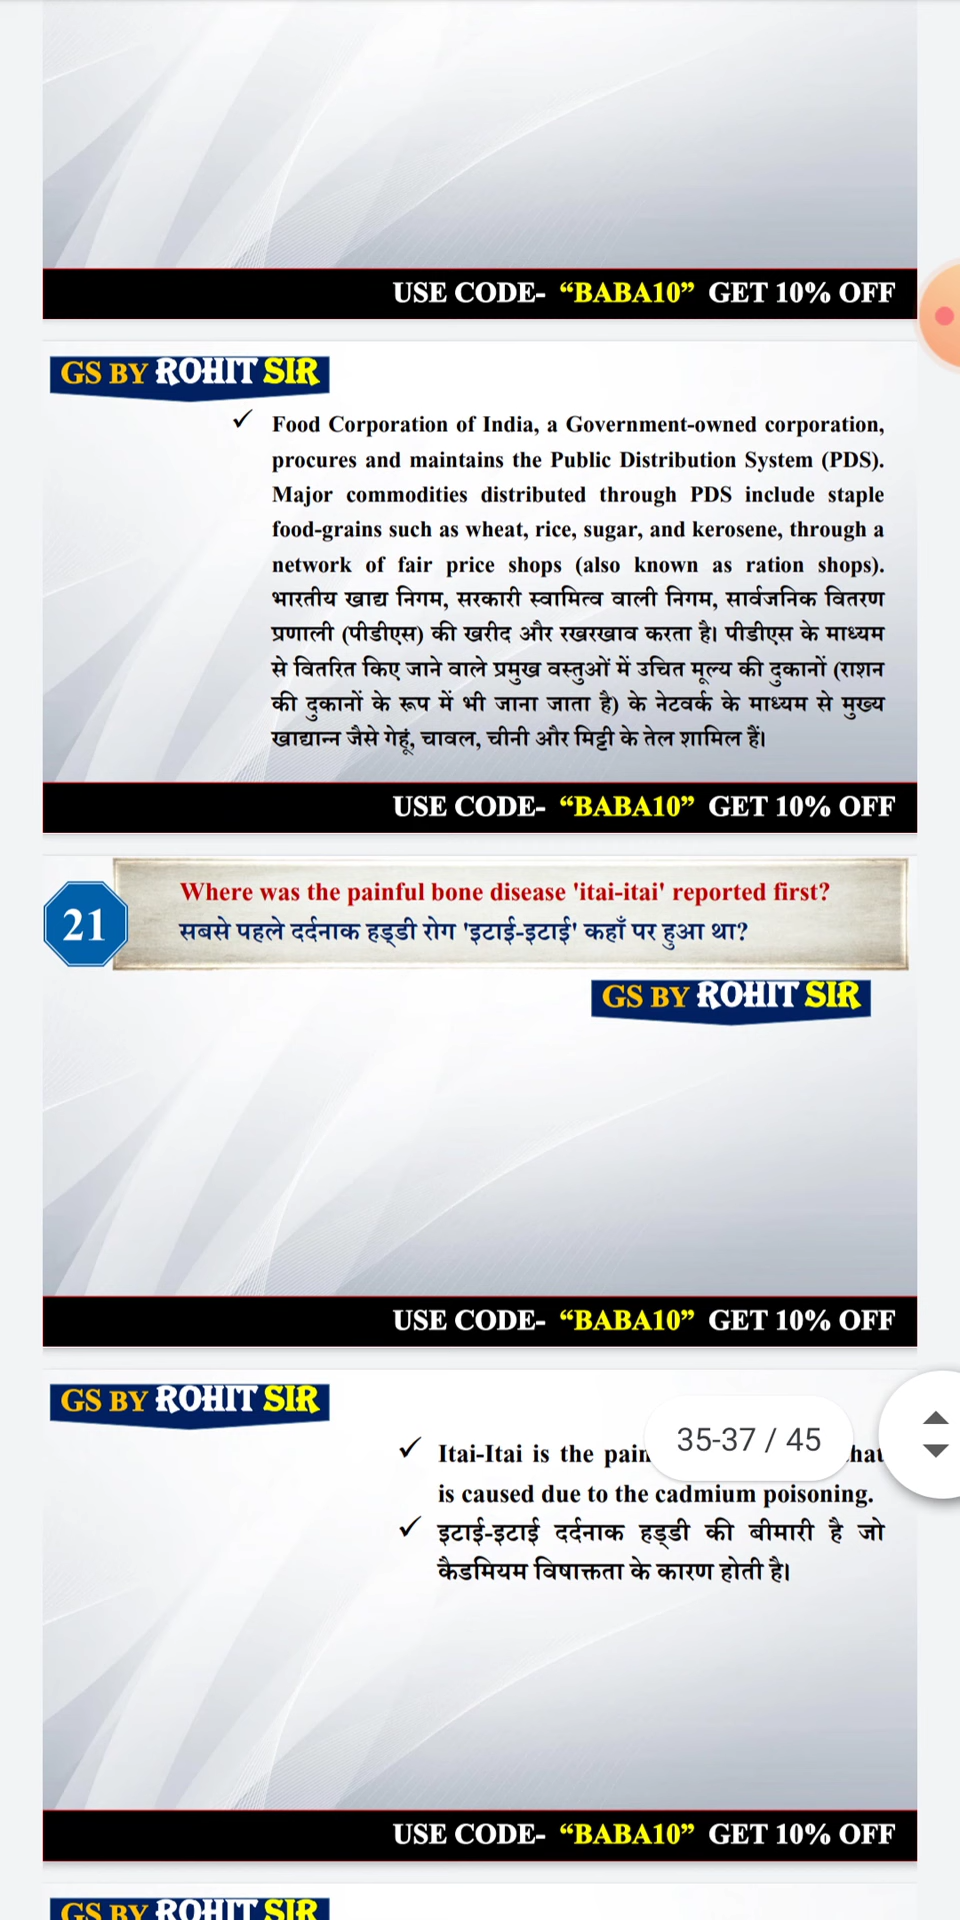 USE CODE- “BABA10” GET 10% OFF
GS BY ROHIT SIR
✓ Food Corporation of India, a Government-owned corporation,
procures and maintains the Public Distribution System (PDS).
Major commodities distributed through PDS include staple
food-grains such as wheat, rice, sugar, and kerosene, through a
network of fair price shops (also known as ration shops).
भारतीय खाद्य निगम, सरकारी स्वामित्व वाली निगम, सार्वजनिक वितरण
प्रणाली (पीडीएस) की खरीद और रखरखाव करता है। पीडीएस के माध्यम
से वितरित किए जाने वाले प्रमुख वस्तुओं में उचित मूल्य की दुकानों (राशन
की दुकानों के रूप में भी जाना जाता है) के नेटवर्क के माध्यम से मुख्य
खाद्यान्न जैसे गेहूं, चावल, चीनी और मिट्टी के तेल शामिल हैं।
USE CODE- “BABA10” GET 10% OFF
21
Where was the painful bone disease 'itai-itai' reported first?
सबसे पहले दर्दनाक हड्डी रोग 'इटाई-इटाई' कहाँ पर हुआ था?
GS BY ROHIT SIR
USE CODE- “BABA10” GET 10% OFF
GS BY ROHIT SIR
35-37 / 45
✓ Itai-Itai is the
is caused due to the cadmium poisoning.
✓ इटाई-इटाई दर्दनाक हड्डी की बीमारी है जो
कैडमियम विषाक्तता के कारण होती है।
USE CODE- “BABA10” GET 10% OFF
GS BY ROHIT SIR